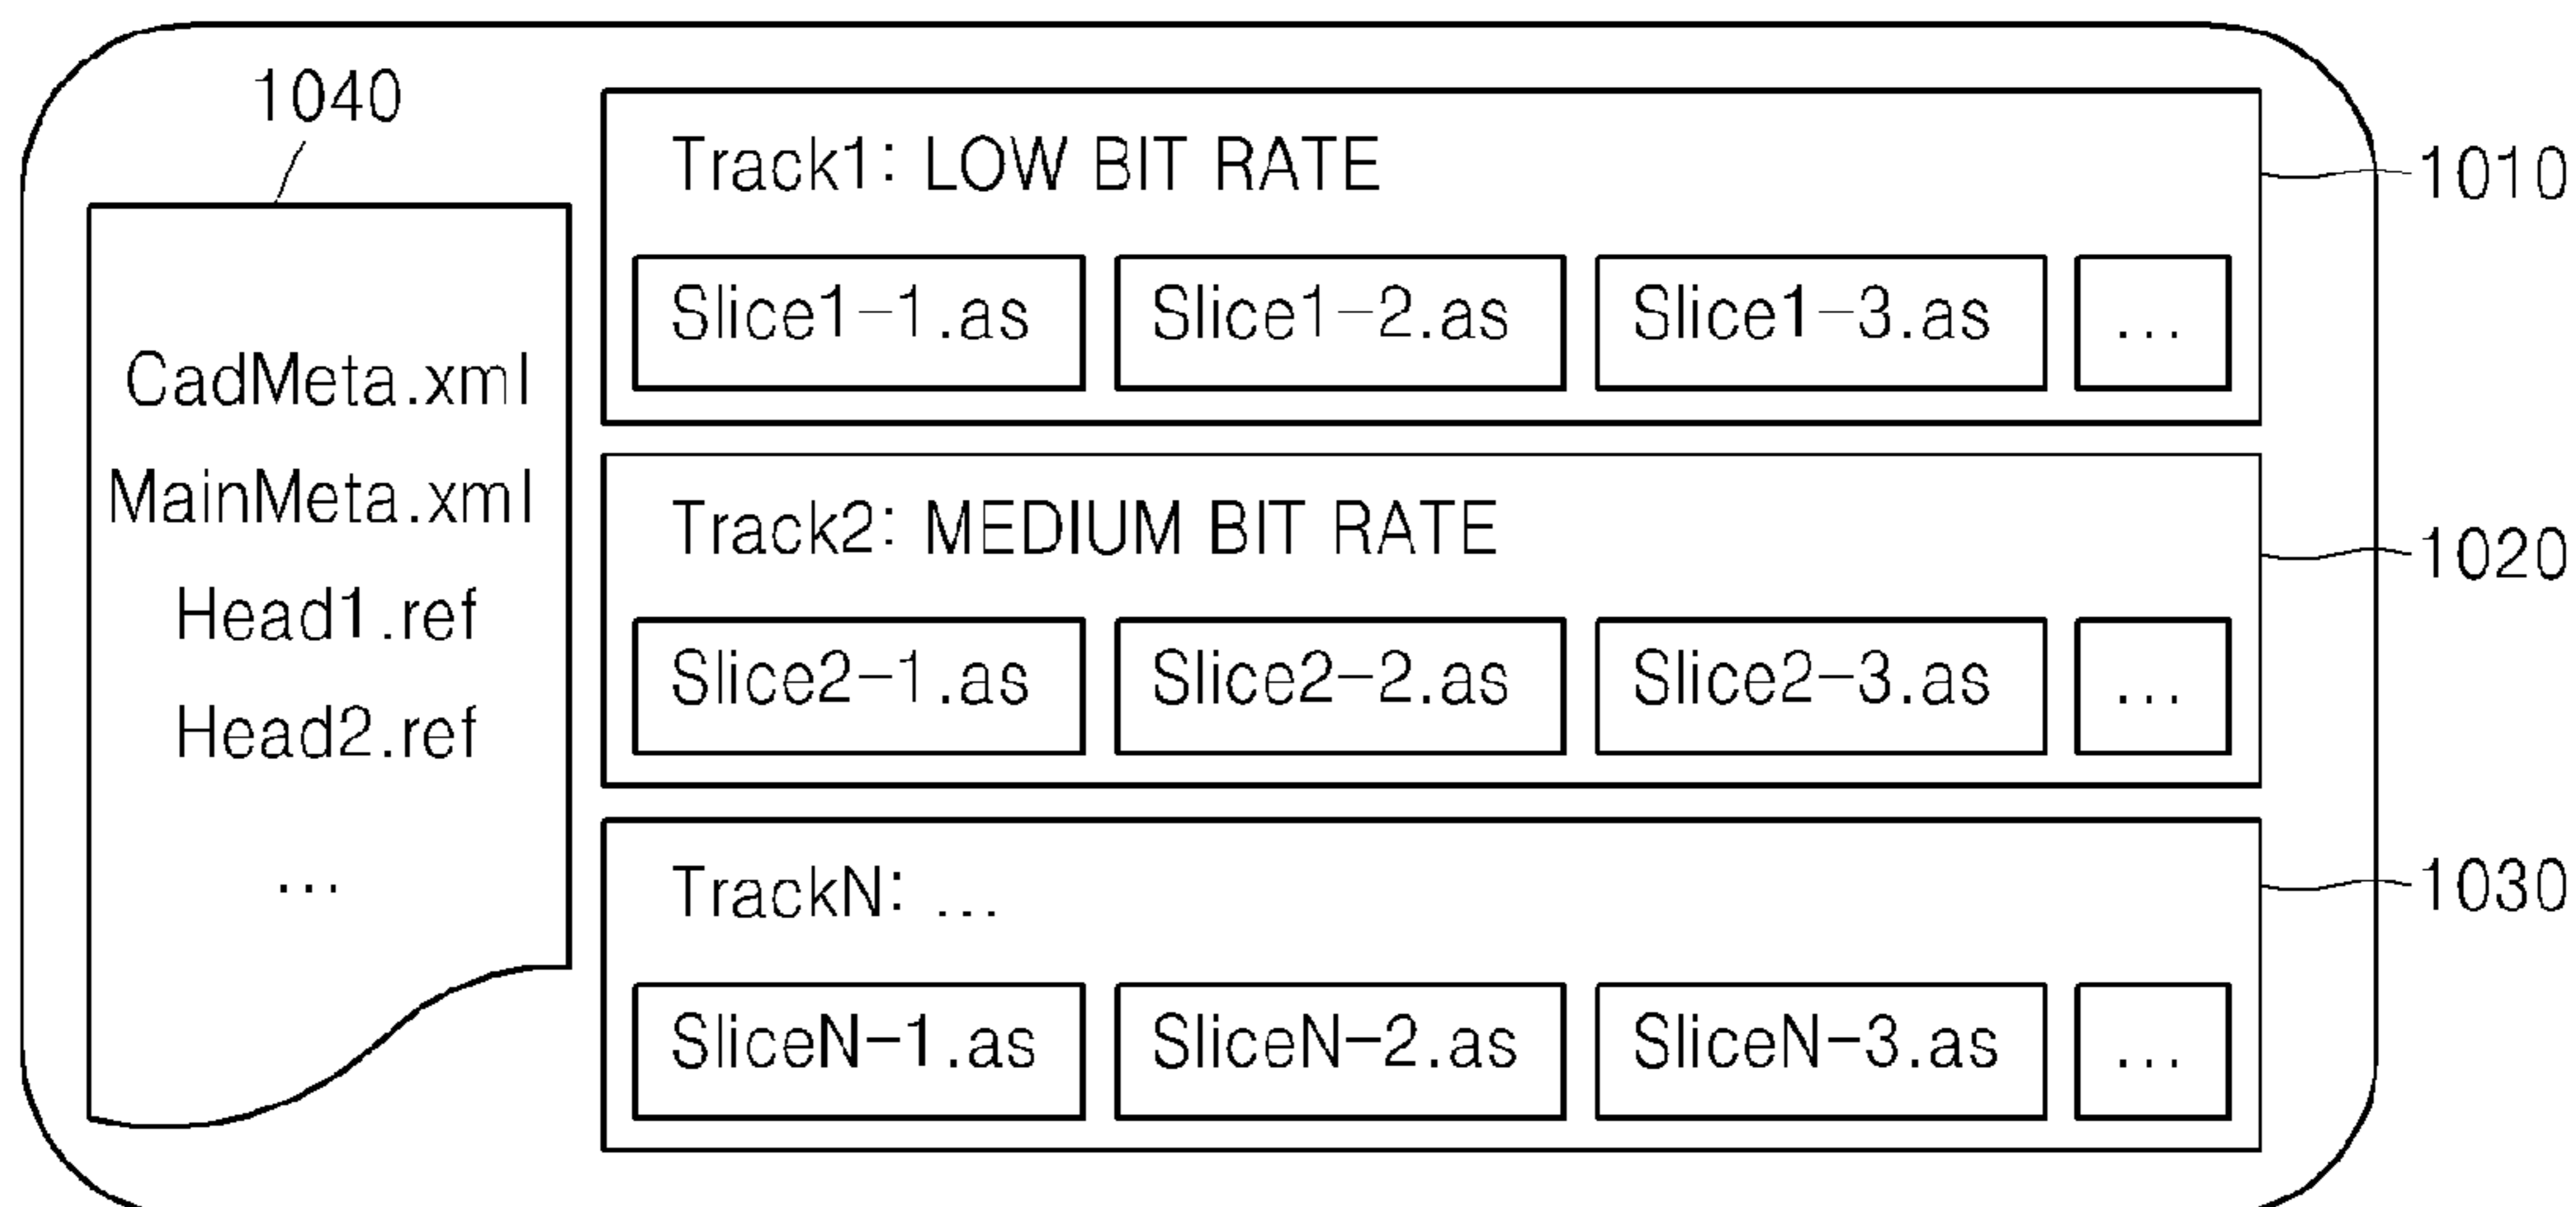 1040
CadMeta.xml
MainMeta.xml
Head1.ref
Head2.ref
...
Track1: LOW BIT RATE
1010
Slice1-1.as Slice1-2.as Slice1-3.as ...
Track2: MEDIUM BIT RATE
1020
Slice2-1.as Slice2-2.as Slice2-3.as ...
TrackN: ...
1030
SliceN-1.as SliceN-2.as SliceN-3.as ...